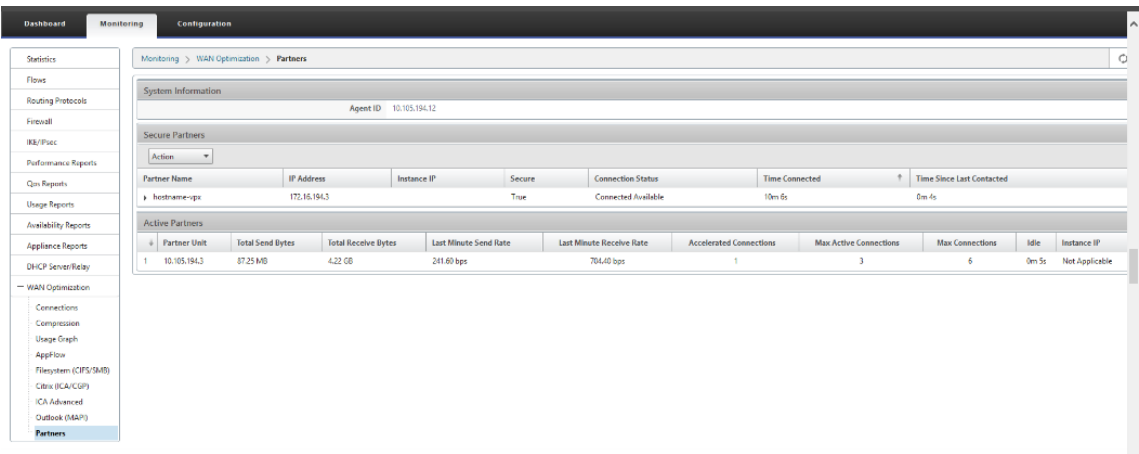 Dashboard Monitoring Configuration
Statistics
Flows
Routing Protocols
Firewall
IKE/IPsec
Performance Reports
Qos Reports
Usage Reports
Availability Reports
Appliance Reports
DHCP Server/Relay
WAN Optimization
Connections
Compression
Usage Graph
AppFlow
Filesystem (CIFS/SMB)
Citrix (ICA/CGP)
ICA Advanced
Outlook (MAPI)
Partners
Monitoring > WAN Optimization > Partners
System Information
Agent ID 10.105.194.12
Secure Partners
Action
Partner Name IP Address Instance IP Secure Connection Status Time Connected Time Since Last Contacted
hostname-vpx 172.16.194.3 True Connected Available 10m 6s 0m 4s
Active Partners
Partner Unit Total Send Bytes Total Receive Bytes Last Minute Send Rate Last Minute Receive Rate Accelerated Connections Max Active Connections Max Connections Idle Instance IP
1 10.105.194.3 87.25 MB 4.22 GB 241.60 bps 784.40 bps 1 3 6 0m 5s Not Applicable